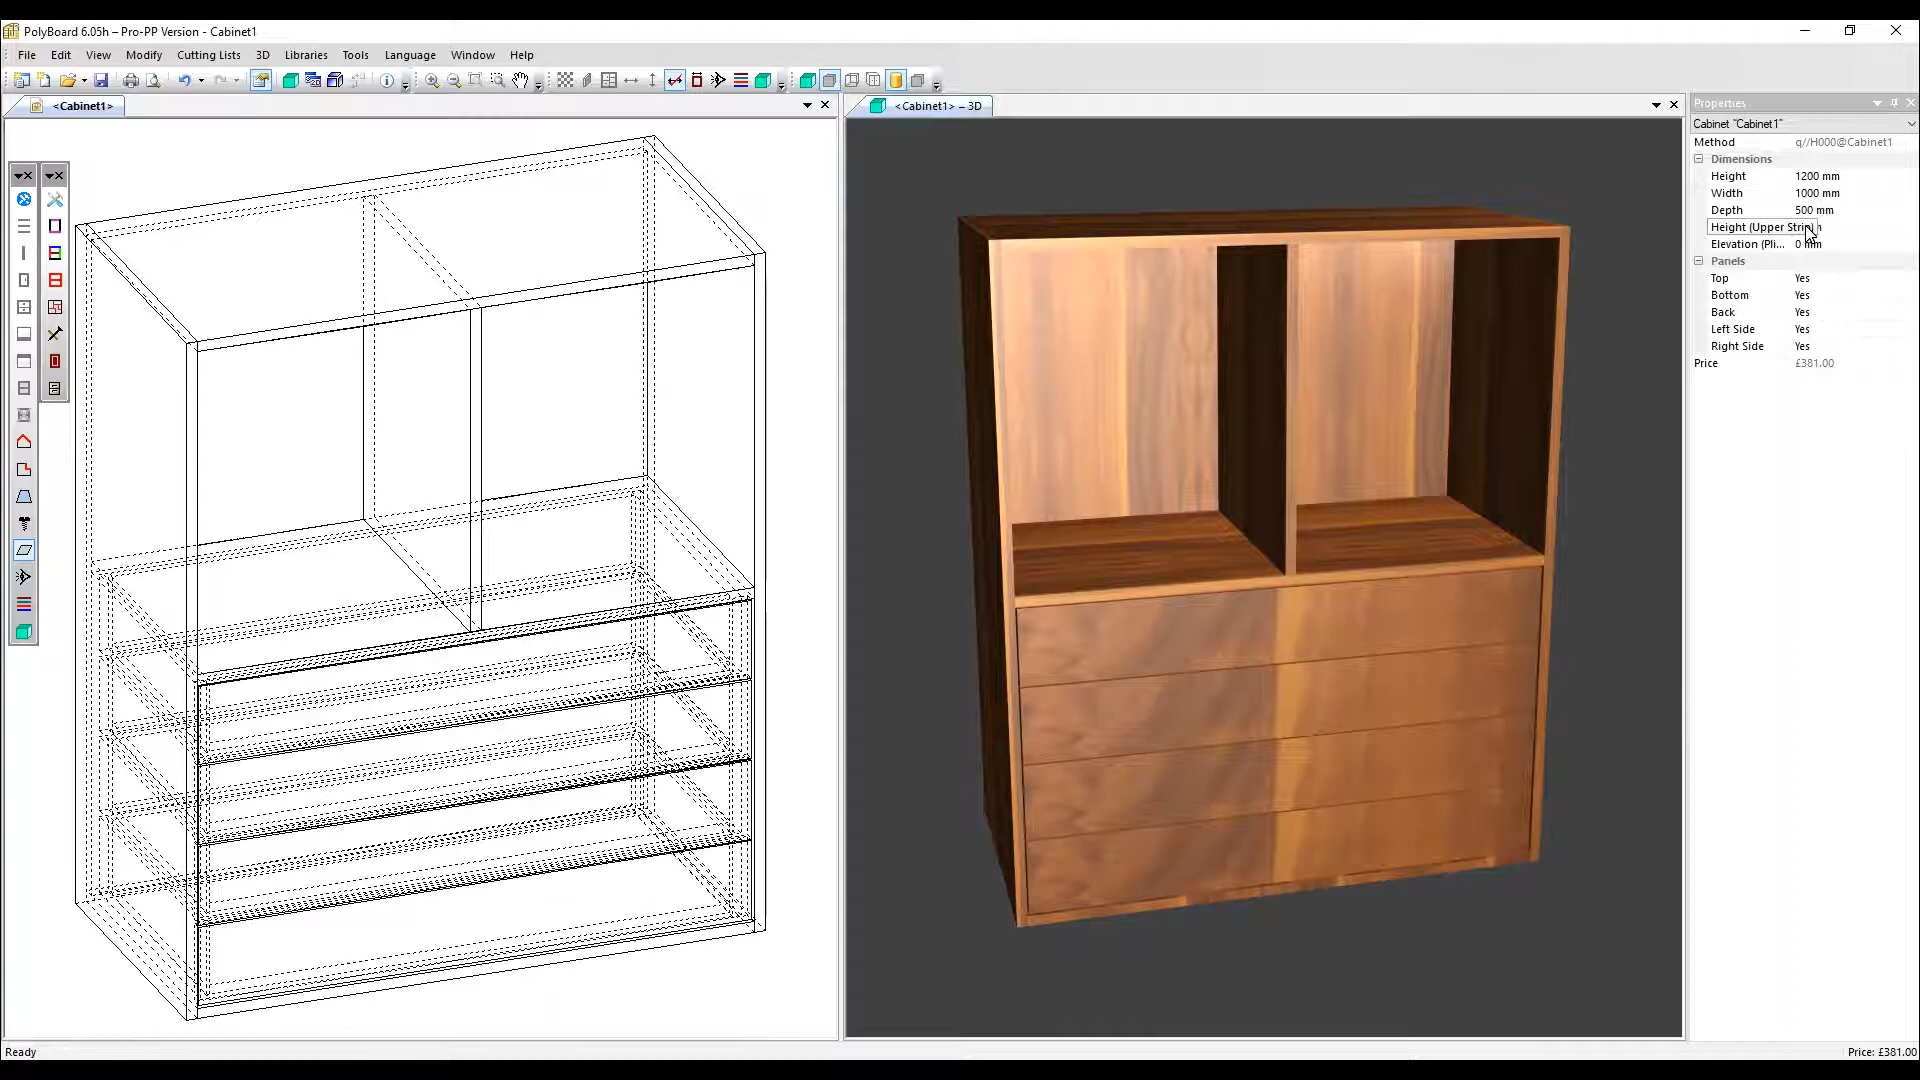 PolyBoard 6.05h – Pro-PP Version - Cabinet1
File Edit View Modify Cutting Lists 3D Libraries Tools Language Window Help
<Cabinet1>
<Cabinet1> – 3D
Properties
Cabinet "Cabinet1"
Method q//H000@Cabinet1
Dimensions
Height 1200 mm
Width 1000 mm
Depth 500 mm
Height (Upper Strip)
Elevation (Pli... 0 mm
Panels
Top Yes
Bottom Yes
Back Yes
Left Side Yes
Right Side Yes
Price £381.00
Ready
Price: £381.00